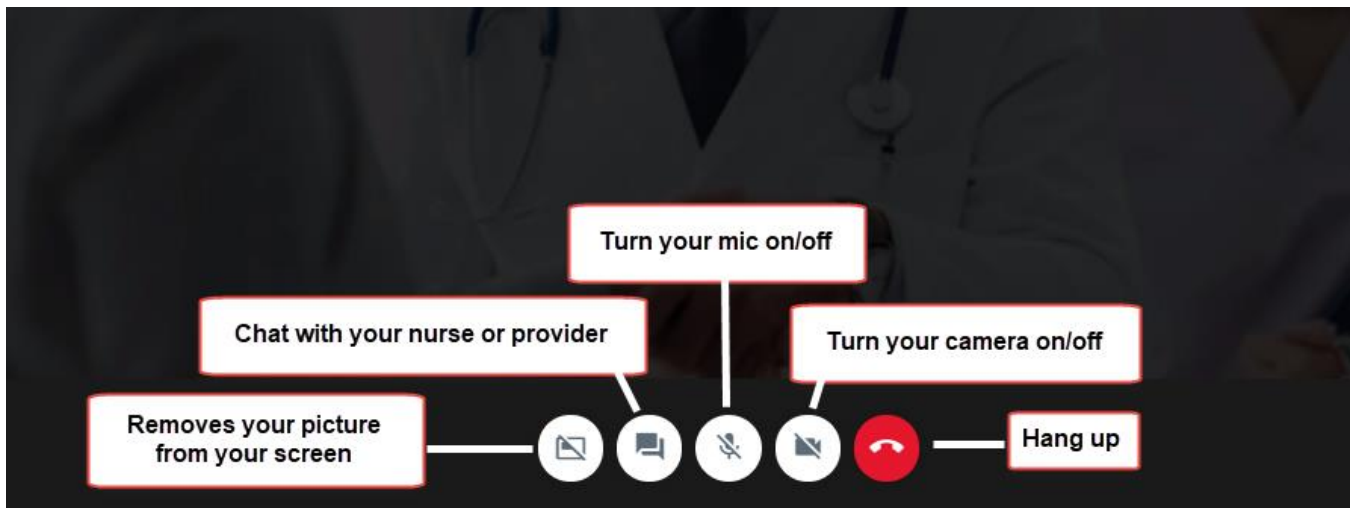 Turn your mic on/off
Chat with your nurse or provider
Turn your camera on/off
Removes your picture
from your screen
Hang up